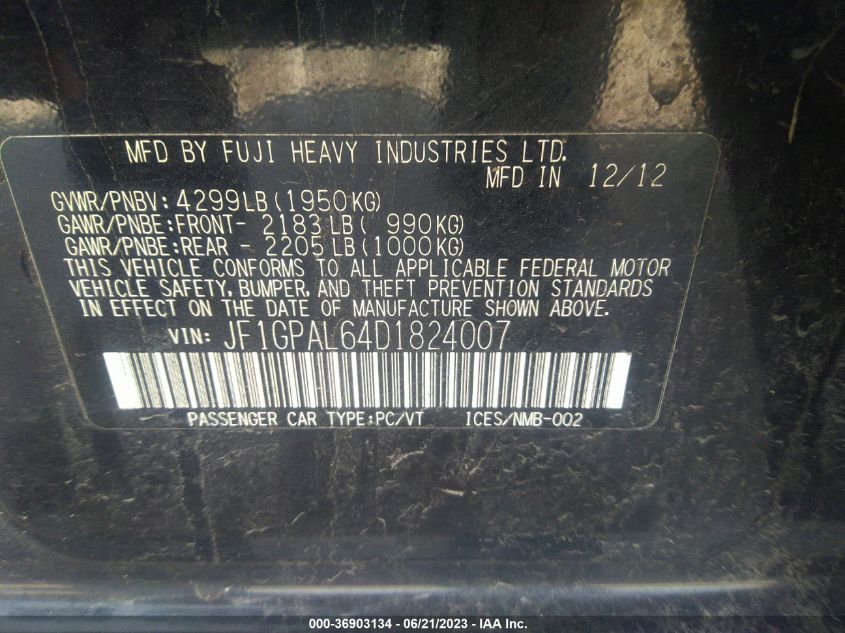 MFD BY FUJI HEAVY INDUSTRIES LTD.
MFD IN 12/12
GVWR/PNBV: 4299LB(1950KG)
GAWR/PNBE:FRONT- 2183LB( 990KG)
GAWR/PNBE:REAR - 2205LB(1000KG)
THIS VEHICLE CONFORMS TO ALL APPLICABLE FEDERAL MOTOR
VEHICLE SAFETY, BUMPER, AND THEFT PREVENTION STANDARDS
IN EFFECT ON THE DATE OF MANUFACTURE SHOWN ABOVE.
VIN: JF1GPAL64D1824007
PASSENGER CAR TYPE:PC/VT ICES/NMB-002
000-36903134 - 06/21/2023 - IAAI.COM